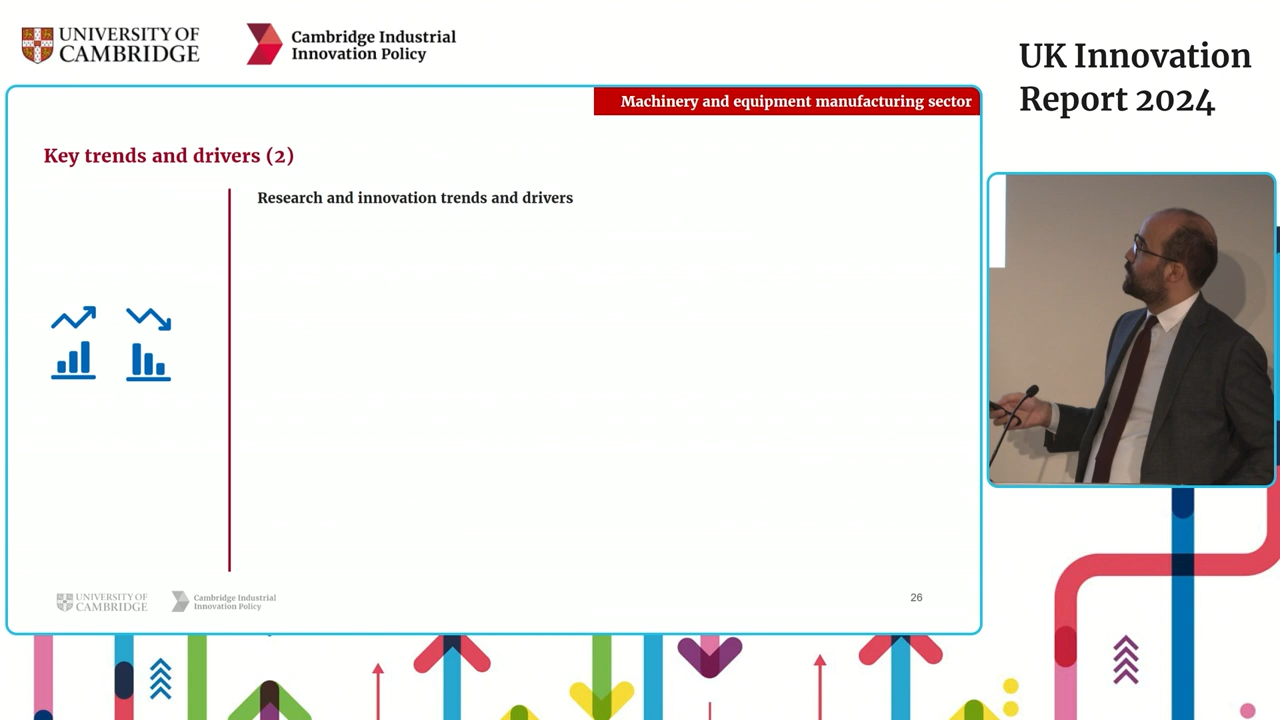 UNIVERSITY OF
CAMBRIDGE
Cambridge Industrial
Innovation Policy
UK Innovation
Report 2024
Machinery and equipment manufacturing sector
Key trends and drivers (2)
Research and innovation trends and drivers
UNIVERSITY OF
CAMBRIDGE
Cambridge Industrial
Innovation Policy
26